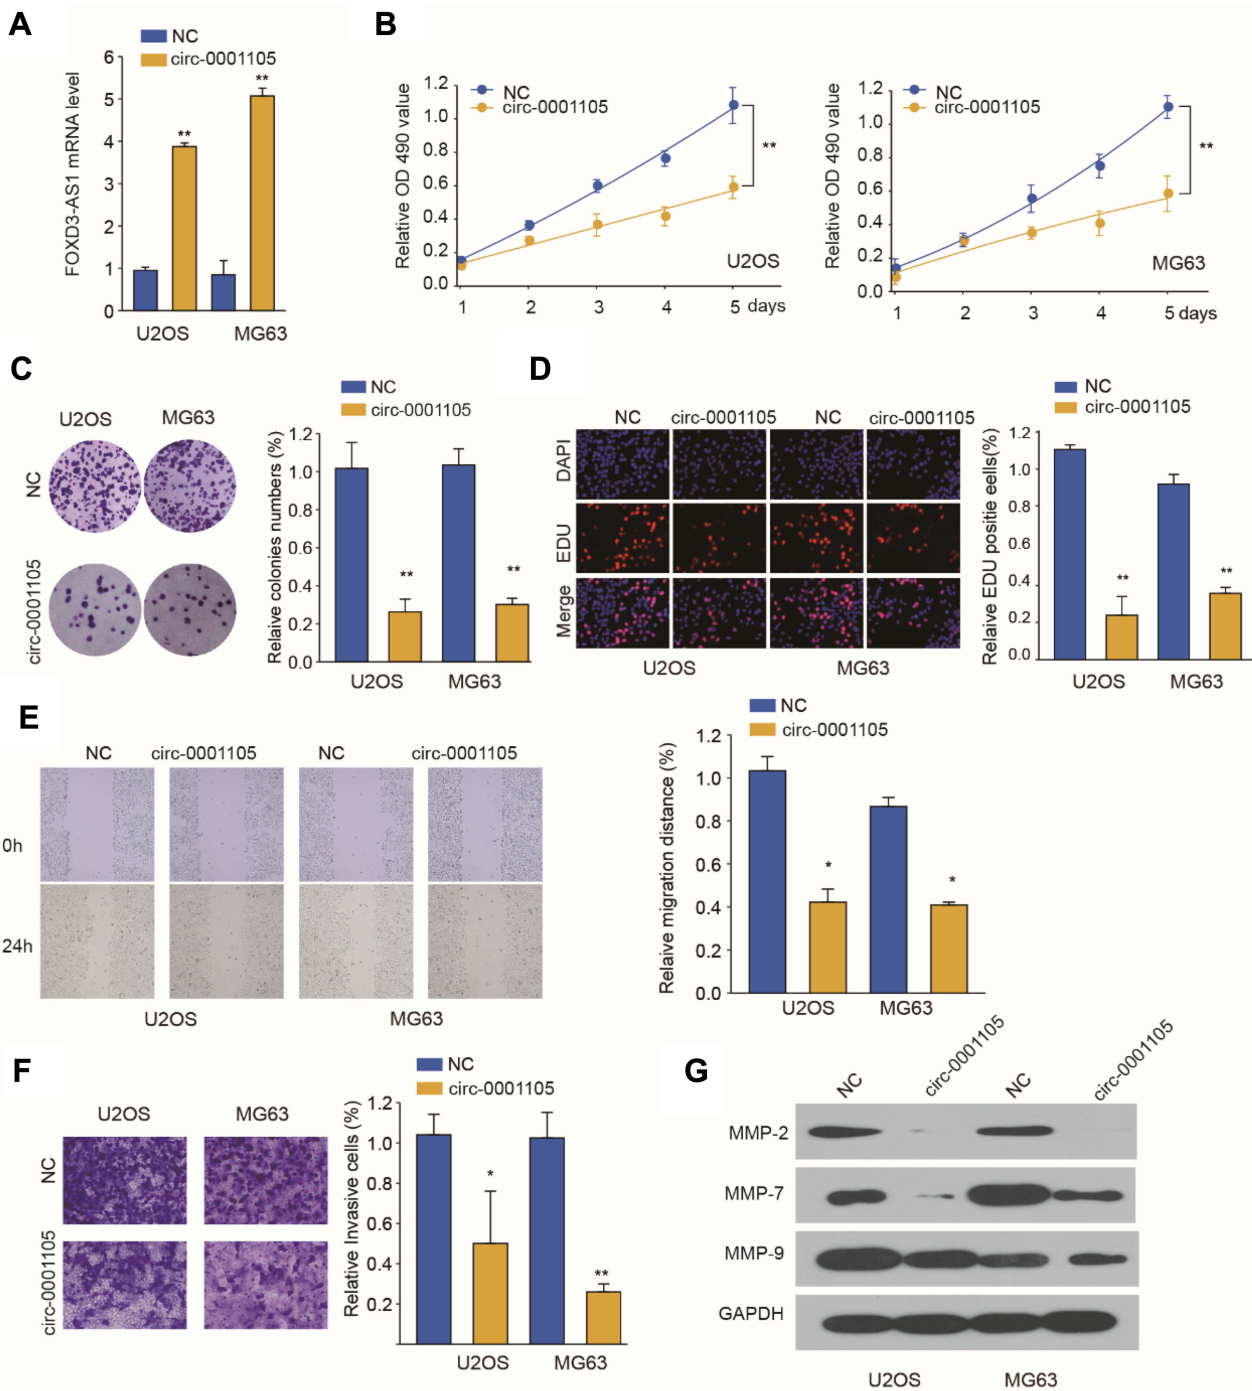 A
NC
circ-0001105
FOXD3-AS1 mRNA level
6
5
4
3
2
1
0
**
**
U2OS MG63
B
Relative OD 490 value
1.2
1.0
0.8
0.6
0.4
0.2
0.0
NC
circ-0001105
**
U2OS
1 2 3 4 5 days
Relative OD 490 value
1.2
1.0
0.8
0.6
0.4
0.2
0.0
NC
circ-0001105
**
MG63
1 2 3 4 5 days
C
U2OS MG63
NC
circ-0001105
NC
circ-0001105
Relaive colonies numbers (%)
1.2
1.0
0.8
0.6
0.4
0.2
0.0
**
**
U2OS MG63
D
NC circ-0001105 NC circ-0001105
DAPI
EDU
Merge
U2OS MG63
NC
circ-0001105
Relaive EDU positie eells(%)
1.2
1.0
0.8
0.6
0.4
0.2
0.0
**
**
U2OS MG63
E
NC circ-0001105 NC circ-0001105
0h
24h
U2OS MG63
NC
circ-0001105
Relaive migration distance (%)
1.2
1.0
0.8
0.6
0.4
0.2
0.0
*
*
U2OS MG63
F
U2OS MG63
NC
circ-0001105
NC
circ-0001105
Relative Invasive cells (%)
1.2
1.0
0.8
0.6
0.4
0.2
*
**
U2OS MG63
G
NC circ-0001105 NC circ-0001105
MMP-2
MMP-7
MMP-9
GAPDH
U2OS MG63